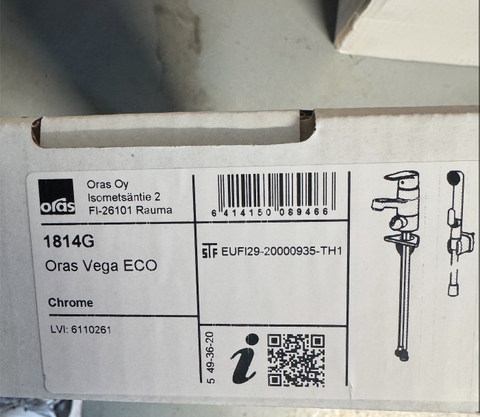 oras
Oras Oy
Isometsäntie 2
FI-26101 Rauma
1814G
Oras Vega ECO
Chrome
LVI: 6110261
6 414150 089466
STF EUFI29-20000935-TH1
5 49-36-20
i